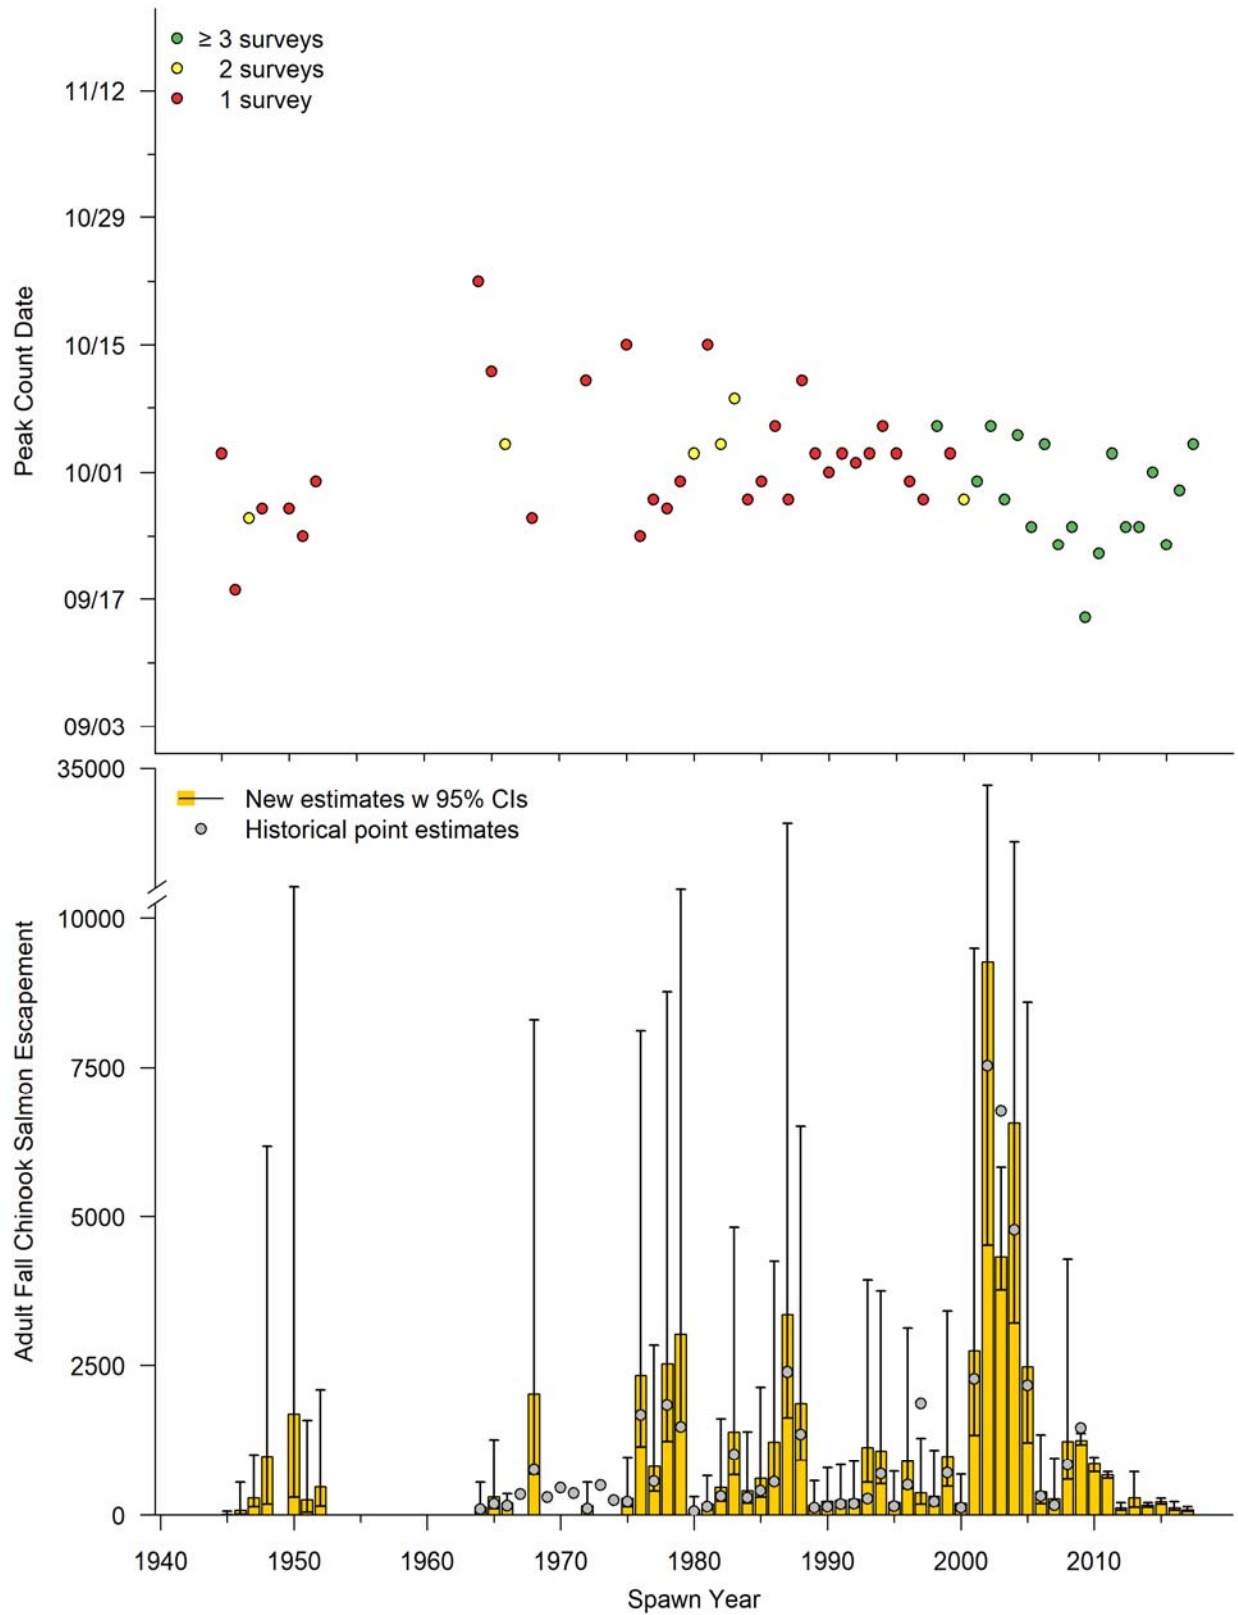 ≥ 3 surveys
2 surveys
1 survey
11/12
10/29
10/15
10/01
09/17
09/03
Peak Count Date
35000
New estimates w 95% CIs
Historical point estimates
10000
7500
5000
2500
0
Adult Fall Chinook Salmon Escapement
1940 1950 1960 1970 1980 1990 2000 2010
Spawn Year